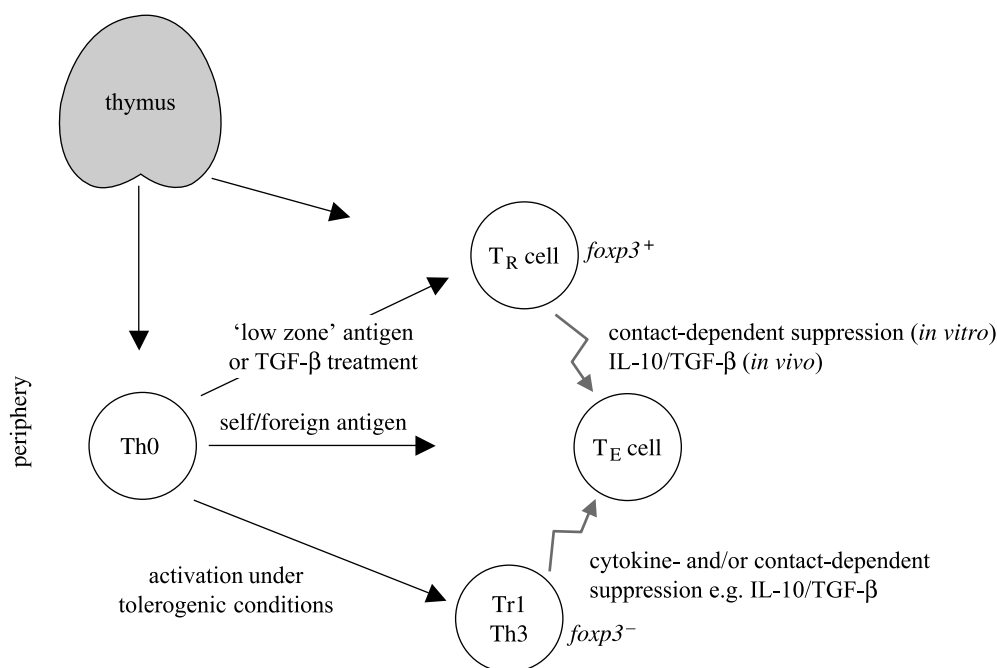 thymus
T_R cell
foxp3⁺
'low zone' antigen
or TGF-β treatment
contact-dependent suppression (in vitro)
IL-10/TGF-β (in vivo)
periphery
Th0
self/foreign antigen
T_E cell
activation under
tolerogenic conditions
cytokine- and/or contact-dependent
suppression e.g. IL-10/TGF-β
Tr1
Th3
foxp3⁻